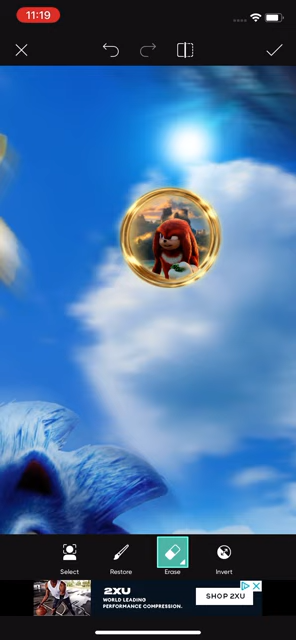 11:19
Select
Restore
Erase
Invert
2XU
WORLD LEADING
PERFORMANCE COMPRESSION.
SHOP 2XU